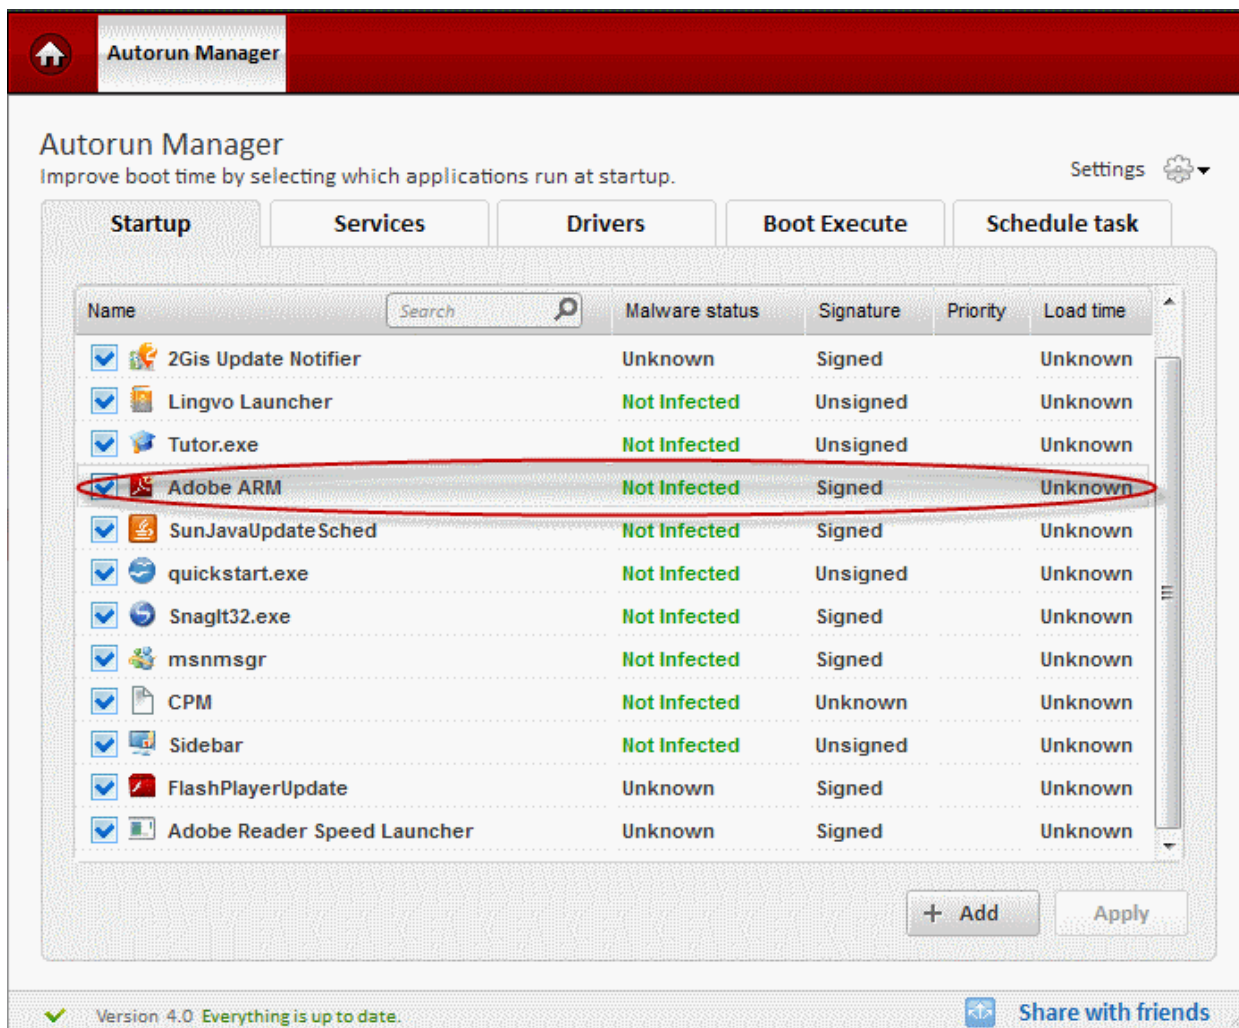 Autorun Manager
Autorun Manager
Improve boot time by selecting which applications run at startup.
Settings
Startup Services Drivers Boot Execute Schedule task
Name Search Malware status Signature Priority Load time
2Gis Update Notifier Unknown Signed Unknown
Lingvo Launcher Not Infected Unsigned Unknown
Tutor.exe Not Infected Unsigned Unknown
Adobe ARM Not Infected Signed Unknown
SunJavaUpdateSched Not Infected Signed Unknown
quickstart.exe Not Infected Unsigned Unknown
SnagIt32.exe Not Infected Signed Unknown
msnmsgr Not Infected Signed Unknown
CPM Not Infected Unknown Unknown
Sidebar Not Infected Unsigned Unknown
FlashPlayerUpdate Unknown Signed Unknown
Adobe Reader Speed Launcher Unknown Signed Unknown
+ Add Apply
Version 4.0 Everything is up to date. Share with friends